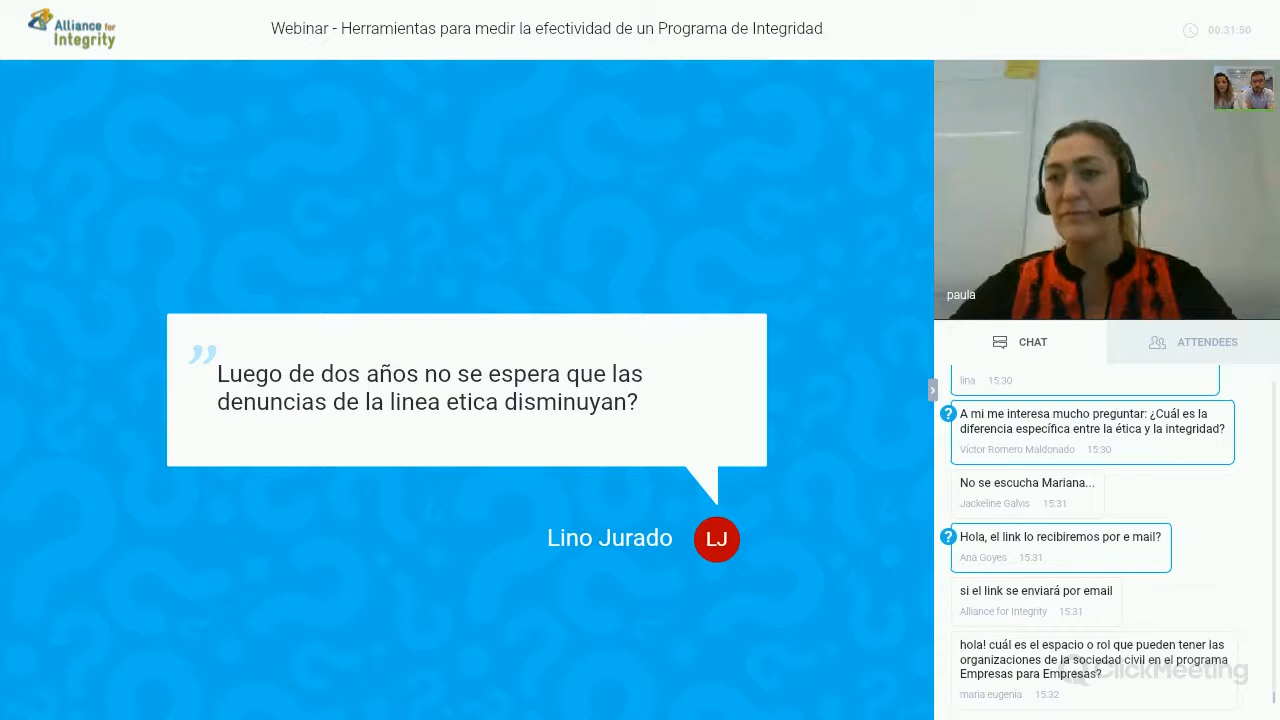 Alliance for
Integrity
Webinar - Herramientas para medir la efectividad de un Programa de Integridad
00:31:50
paula
CHAT
ATTENDEES
”
Luego de dos años no se espera que las
denuncias de la linea etica disminuyan?
Lino Jurado
LJ
lina 15:30
?
A mi me interesa mucho preguntar: ¿Cuál es la
diferencia específica entre la ética y la integridad?
Víctor Romero Maldonado 15:30
No se escucha Mariana...
Jackeline Galvis 15:31
?
Hola, el link lo recibiremos por e mail?
Ana Goyes 15:31
si el link se enviará por email
Alliance for Integrity 15:31
hola! cuál es el espacio o rol que pueden tener las
organizaciones de la sociedad civil en el programa
Empresas para Empresas?
maria eugenia 15:32
ClickMeeting